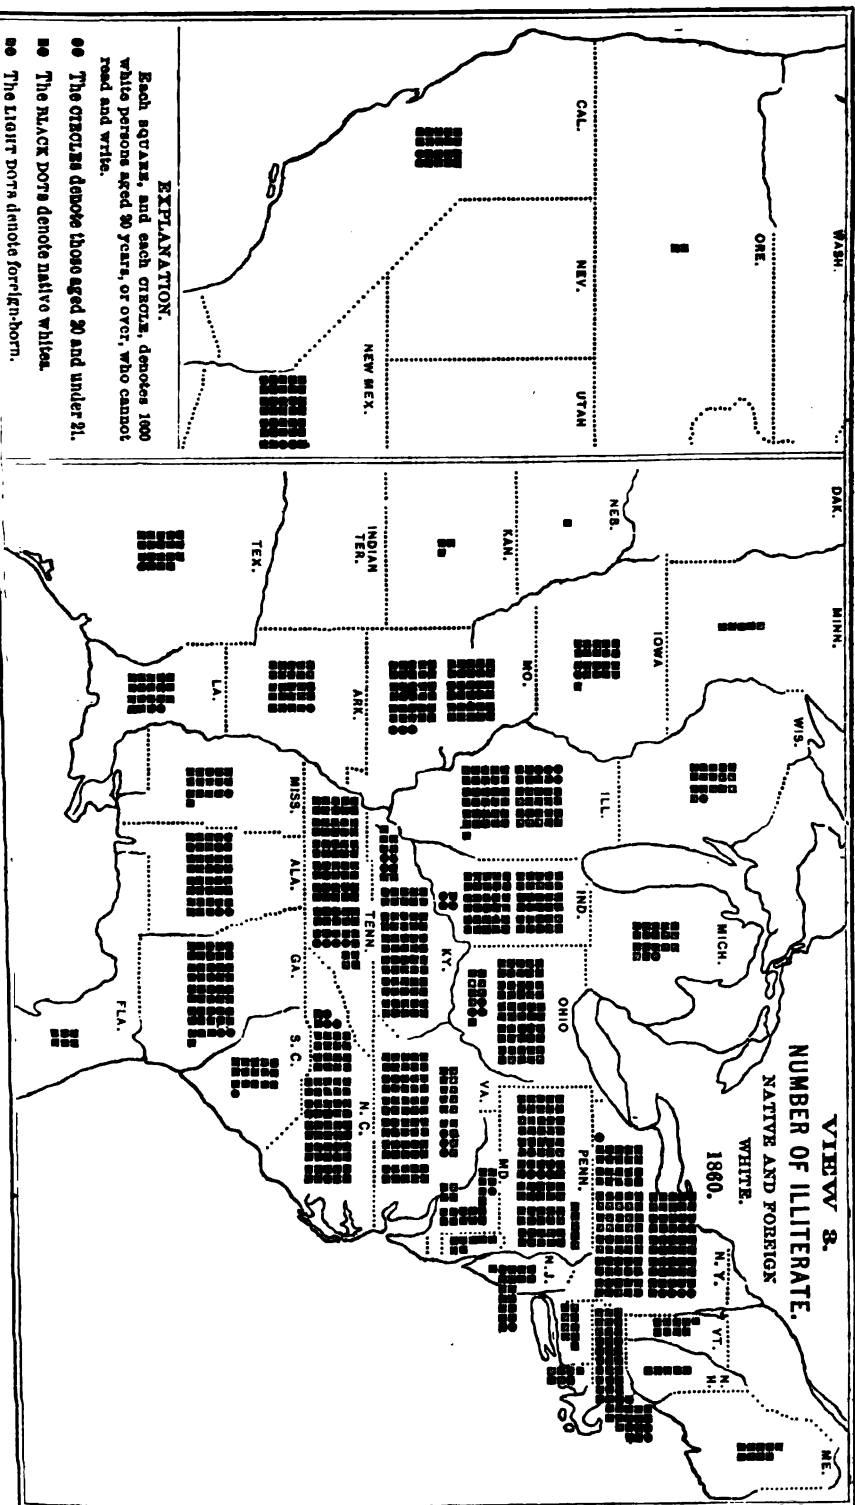 VIEW 3.
NUMBER OF ILLITERATE.
NATIVE AND FOREIGN
WHITE.
1860.
WASH.
DAK.
MINN.
WIS.
MICH.
N. Y.
VT.
N. H.
ME.
ORE.
NEB.
IOWA
ILL.
IND.
OHIO
PENN.
N.J.
CAL.
NEV.
UTAH
KAN.
MO.
KY.
VA.
MD.
NEW MEX.
INDIAN
TER.
ARK.
TENN.
N. C.
TEX.
LA.
MISS.
ALA.
GA.
S. C.
FLA.
EXPLANATION.
Each SQUARE, and each CIRCLE, denotes 1600
white persons aged 20 years, or over, who cannot
read and write.
The CIRCLES denote those aged 20 and under 21.
The BLACK DOTS denote native whites.
The LIGHT DOTS denote foreign-born.